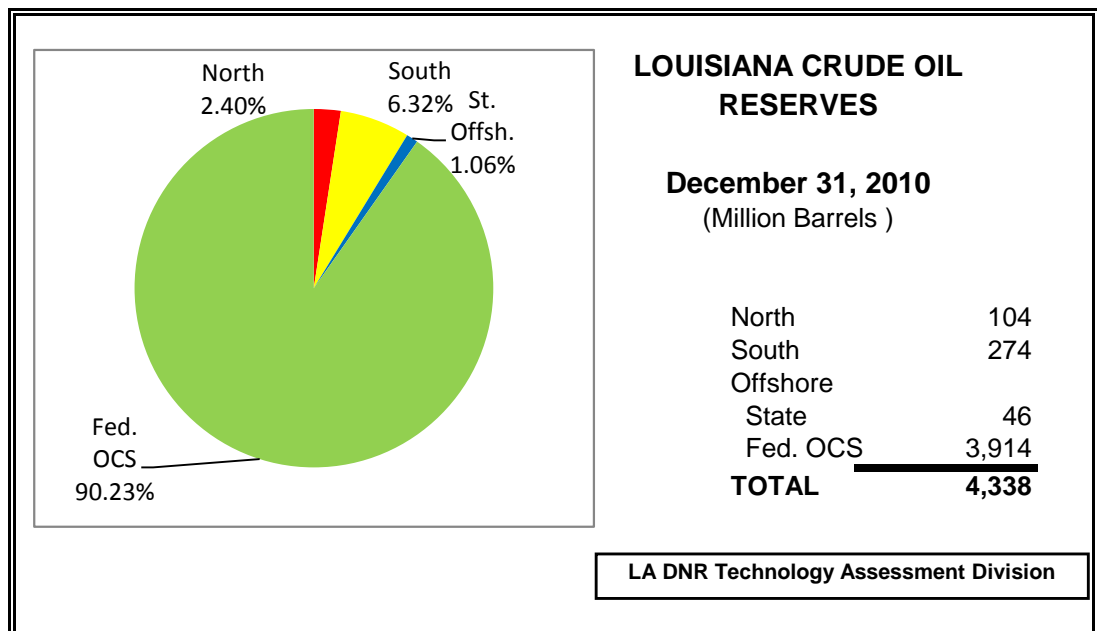 North
2.40%
South
6.32%
St.
Offsh.
1.06%
Fed.
OCS
90.23%
LOUISIANA CRUDE OIL
RESERVES
December 31, 2010
(Million Barrels )
North 104
South 274
Offshore
State 46
Fed. OCS 3,914
TOTAL 4,338
LA DNR Technology Assessment Division